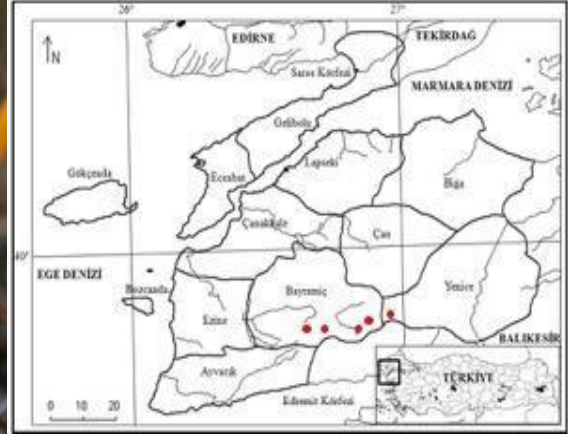 26°
27°
N
EDİRNE
TEKİRDAĞ
Saros Körfezi
MARMARA DENİZİ
Gelibolu
Gökçeada
Eceabat
Lapseki
Biga
Çanakkale
Çan
40°
EGE DENİZİ
Bozcaada
Bayramiç
Yenice
Ezine
BALIKESİR
Ayvacık
TÜRKİYE
0 10 20
Edremit Körfezi